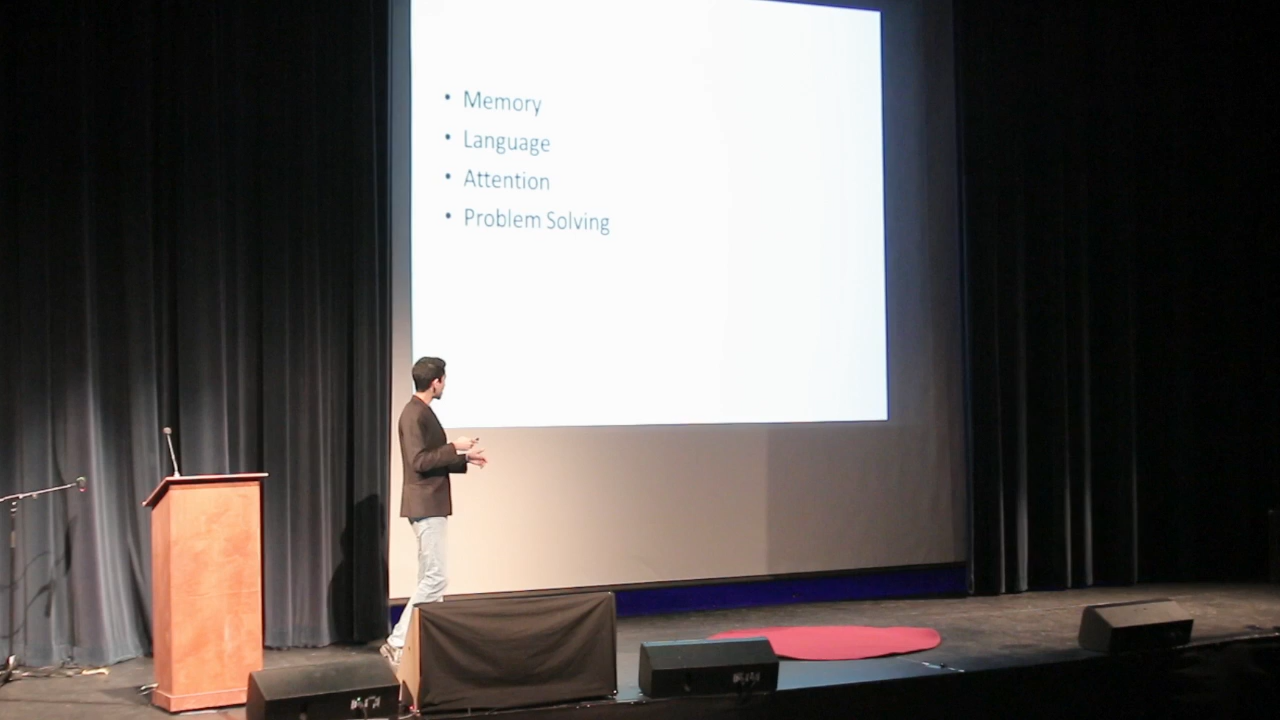 • Memory
• Language
• Attention
• Problem Solving